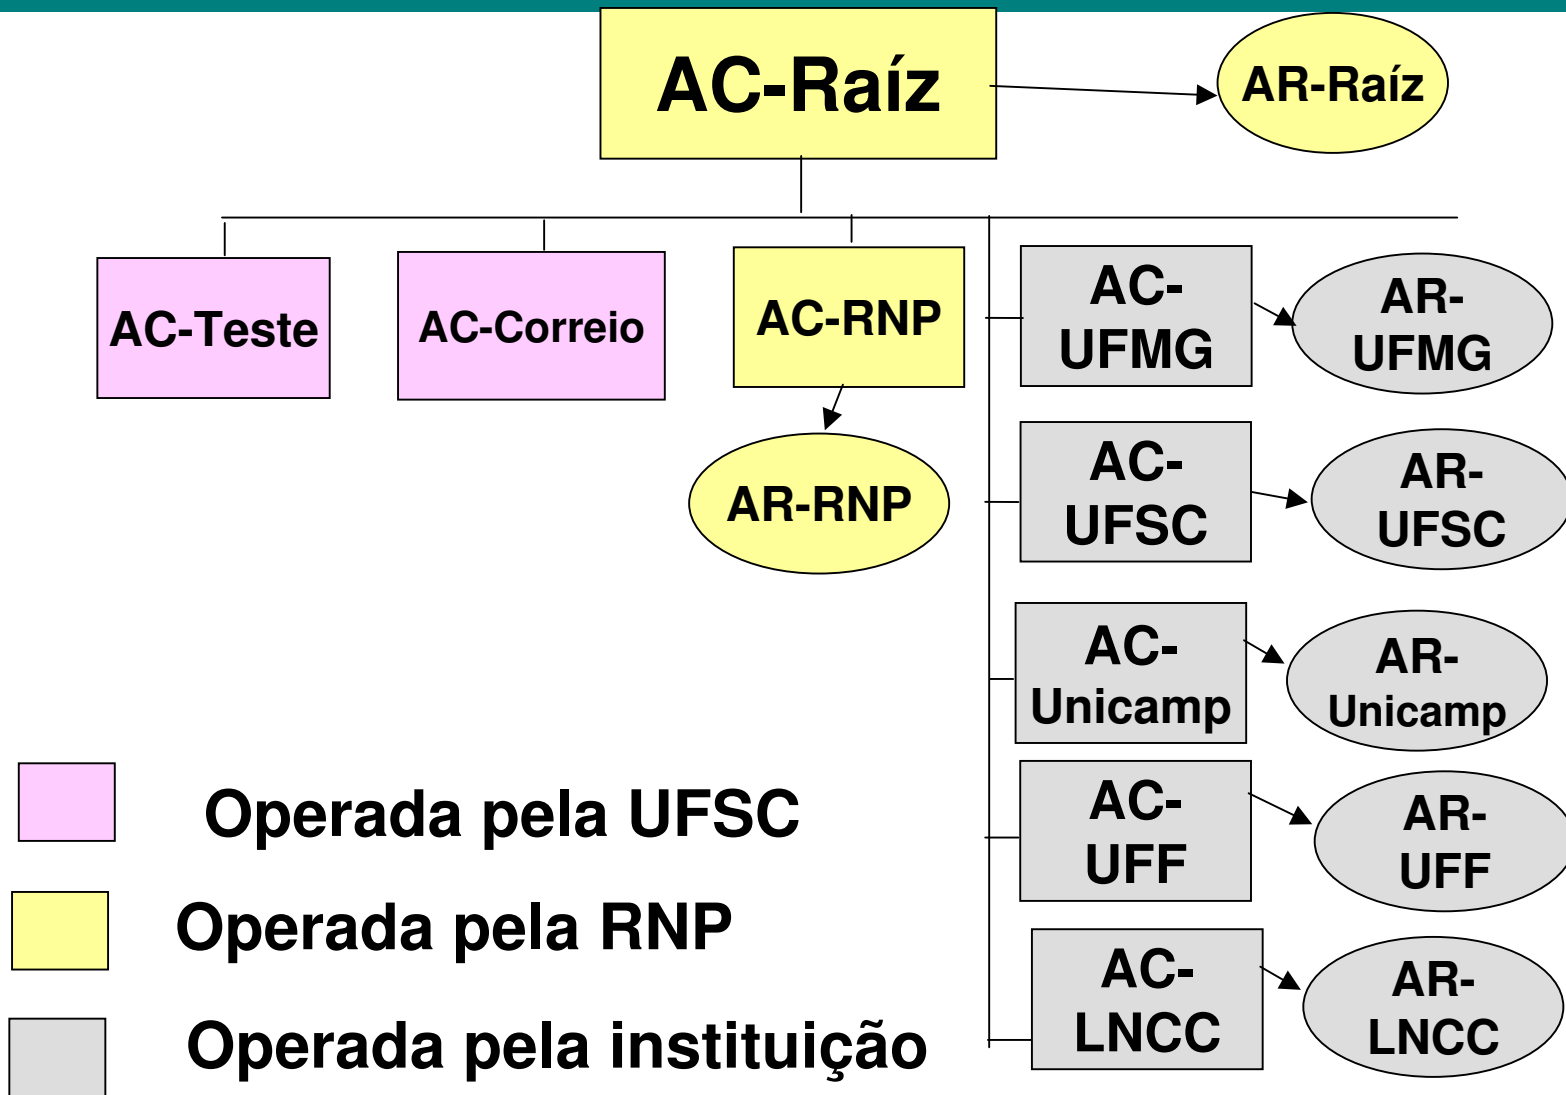 AC-Raíz
AR-Raíz
AC-Teste
AC-Correio
AC-RNP
AR-RNP
AC-
UFMG
AR-
UFMG
AC-
UFSC
AR-
UFSC
AC-
Unicamp
AR-
Unicamp
AC-
UFF
AR-
UFF
AC-
LNCC
AR-
LNCC
Operada pela UFSC
Operada pela RNP
Operada pela instituição